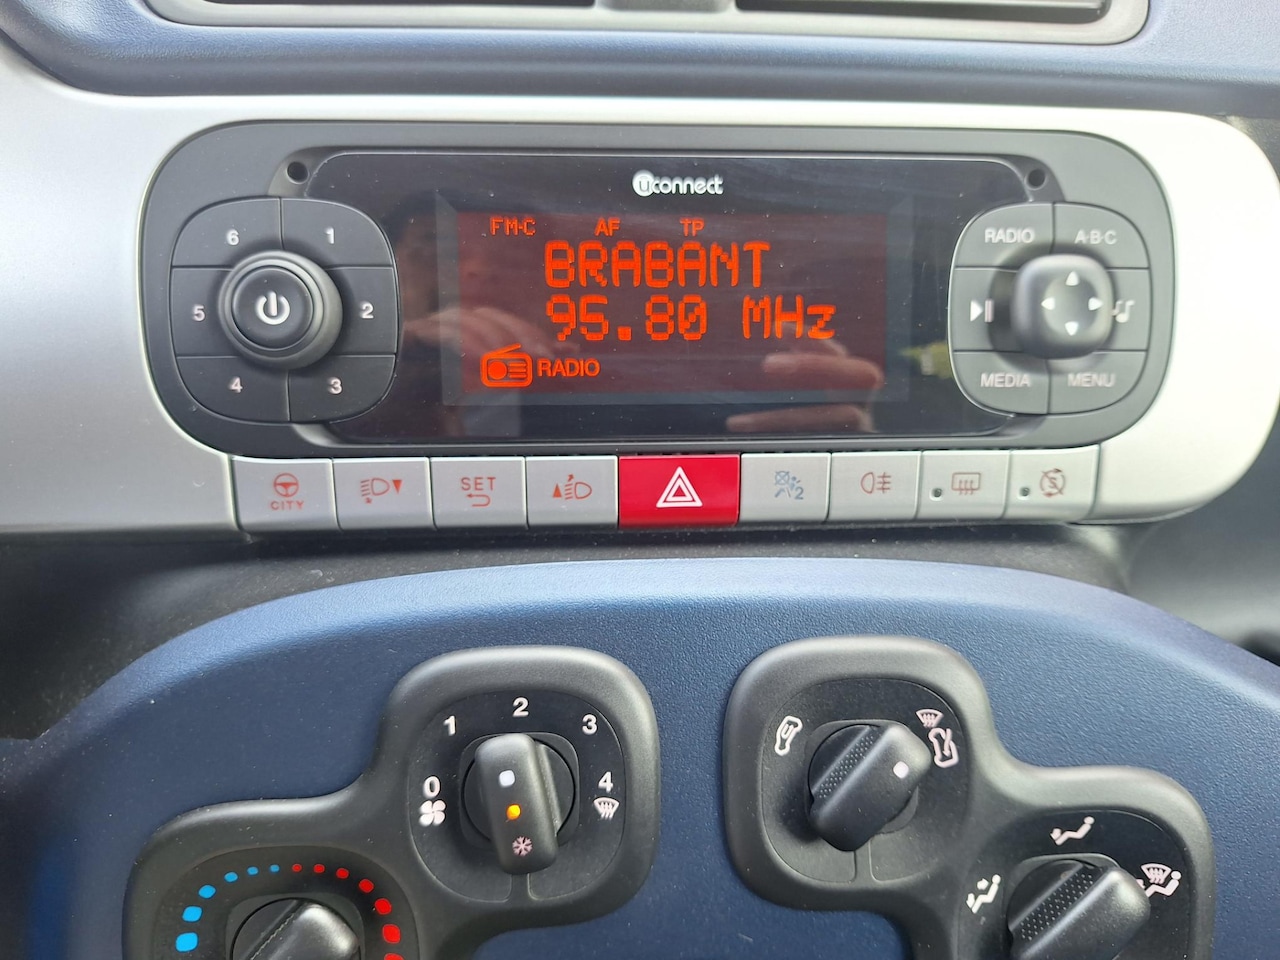 uconnect
FM-C AF TP
BRABANT
95.80 MHz
RADIO
6 1
5 2
4 3
RADIO A·B·C
MEDIA MENU
CITY
SET
2
1 2 3
0 4